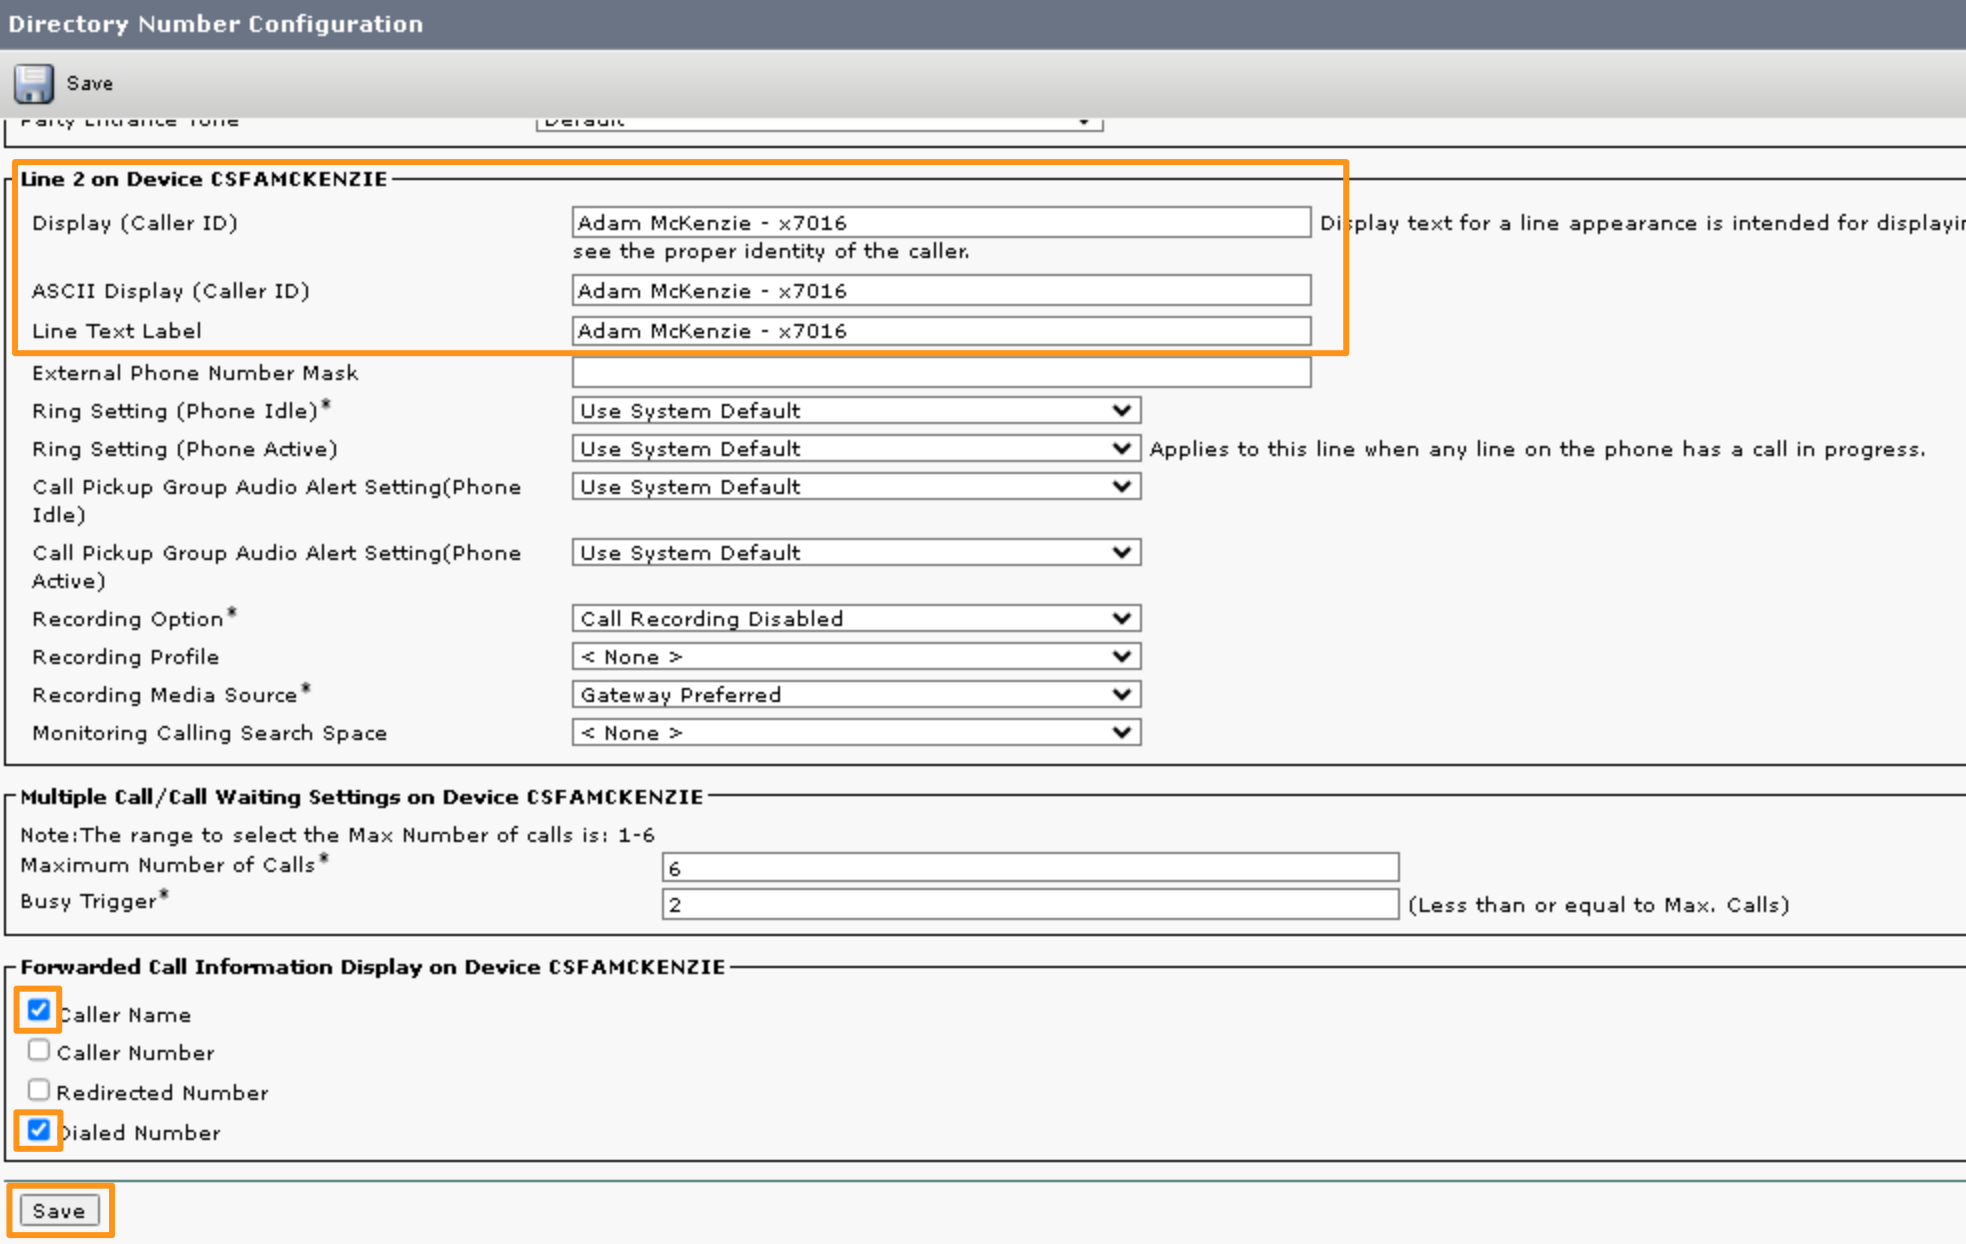 Directory Number Configuration
Save
Party Entrance Tone Default
Line 2 on Device CSFAMCKENZIE
Display (Caller ID) Adam McKenzie - x7016 Display text for a line appearance is intended for displayin
see the proper identity of the caller.
ASCII Display (Caller ID) Adam McKenzie - x7016
Line Text Label Adam McKenzie - x7016
External Phone Number Mask
Ring Setting (Phone Idle)* Use System Default
Ring Setting (Phone Active) Use System Default Applies to this line when any line on the phone has a call in progress.
Call Pickup Group Audio Alert Setting(Phone Use System Default
Idle)
Call Pickup Group Audio Alert Setting(Phone Use System Default
Active)
Recording Option* Call Recording Disabled
Recording Profile < None >
Recording Media Source* Gateway Preferred
Monitoring Calling Search Space < None >
Multiple Call/Call Waiting Settings on Device CSFAMCKENZIE
Note:The range to select the Max Number of calls is: 1-6
Maximum Number of Calls* 6
Busy Trigger* 2 (Less than or equal to Max. Calls)
Forwarded Call Information Display on Device CSFAMCKENZIE
Caller Name
Caller Number
Redirected Number
Dialed Number
Save